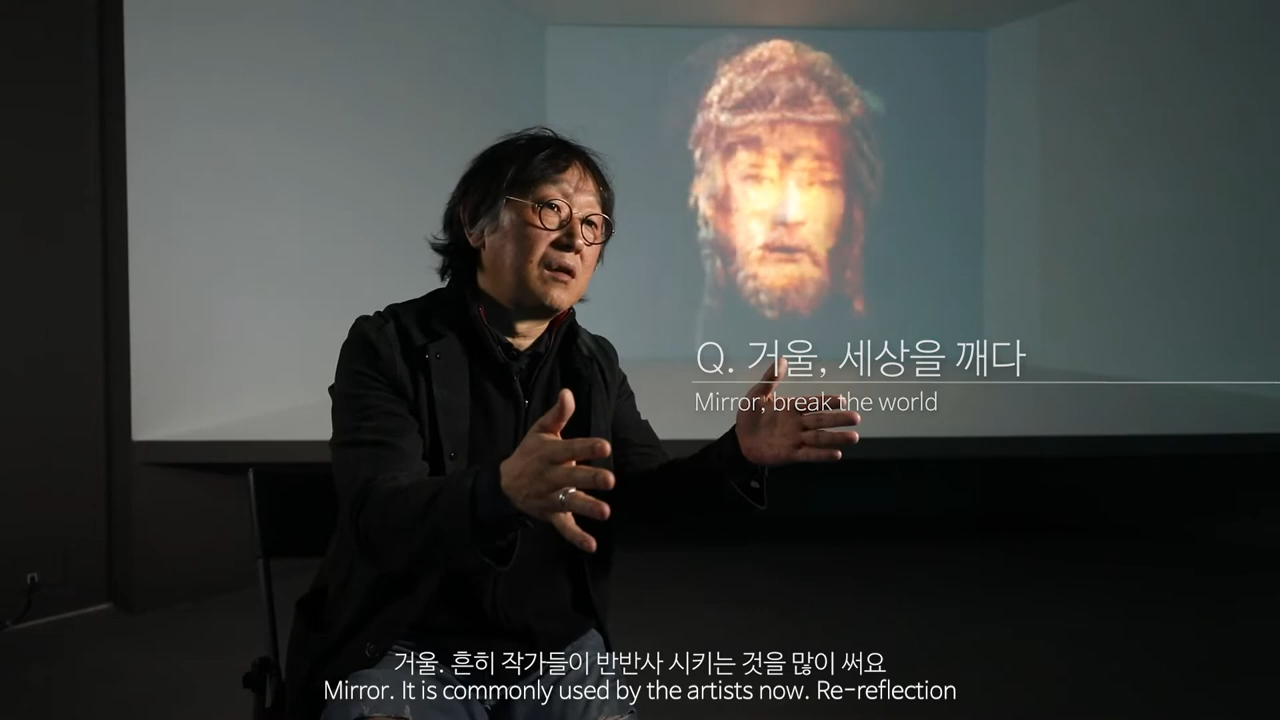 Q. 거울, 세상을 깨다
Mirror, break the world
거울. 흔히 작가들이 반반사 시키는 것을 많이 써요
Mirror. It is commonly used by the artists now. Re-reflection